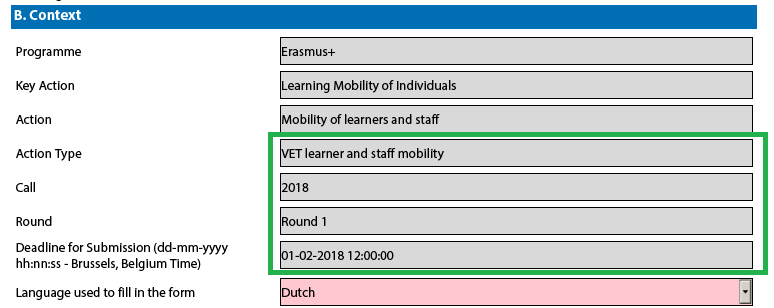 B. Context
Programme Erasmus+
Key Action Learning Mobility of Individuals
Action Mobility of learners and staff
Action Type VET learner and staff mobility
Call 2018
Round Round 1
Deadline for Submission (dd-mm-yyyy
hh:nn:ss - Brussels, Belgium Time) 01-02-2018 12:00:00
Language used to fill in the form Dutch